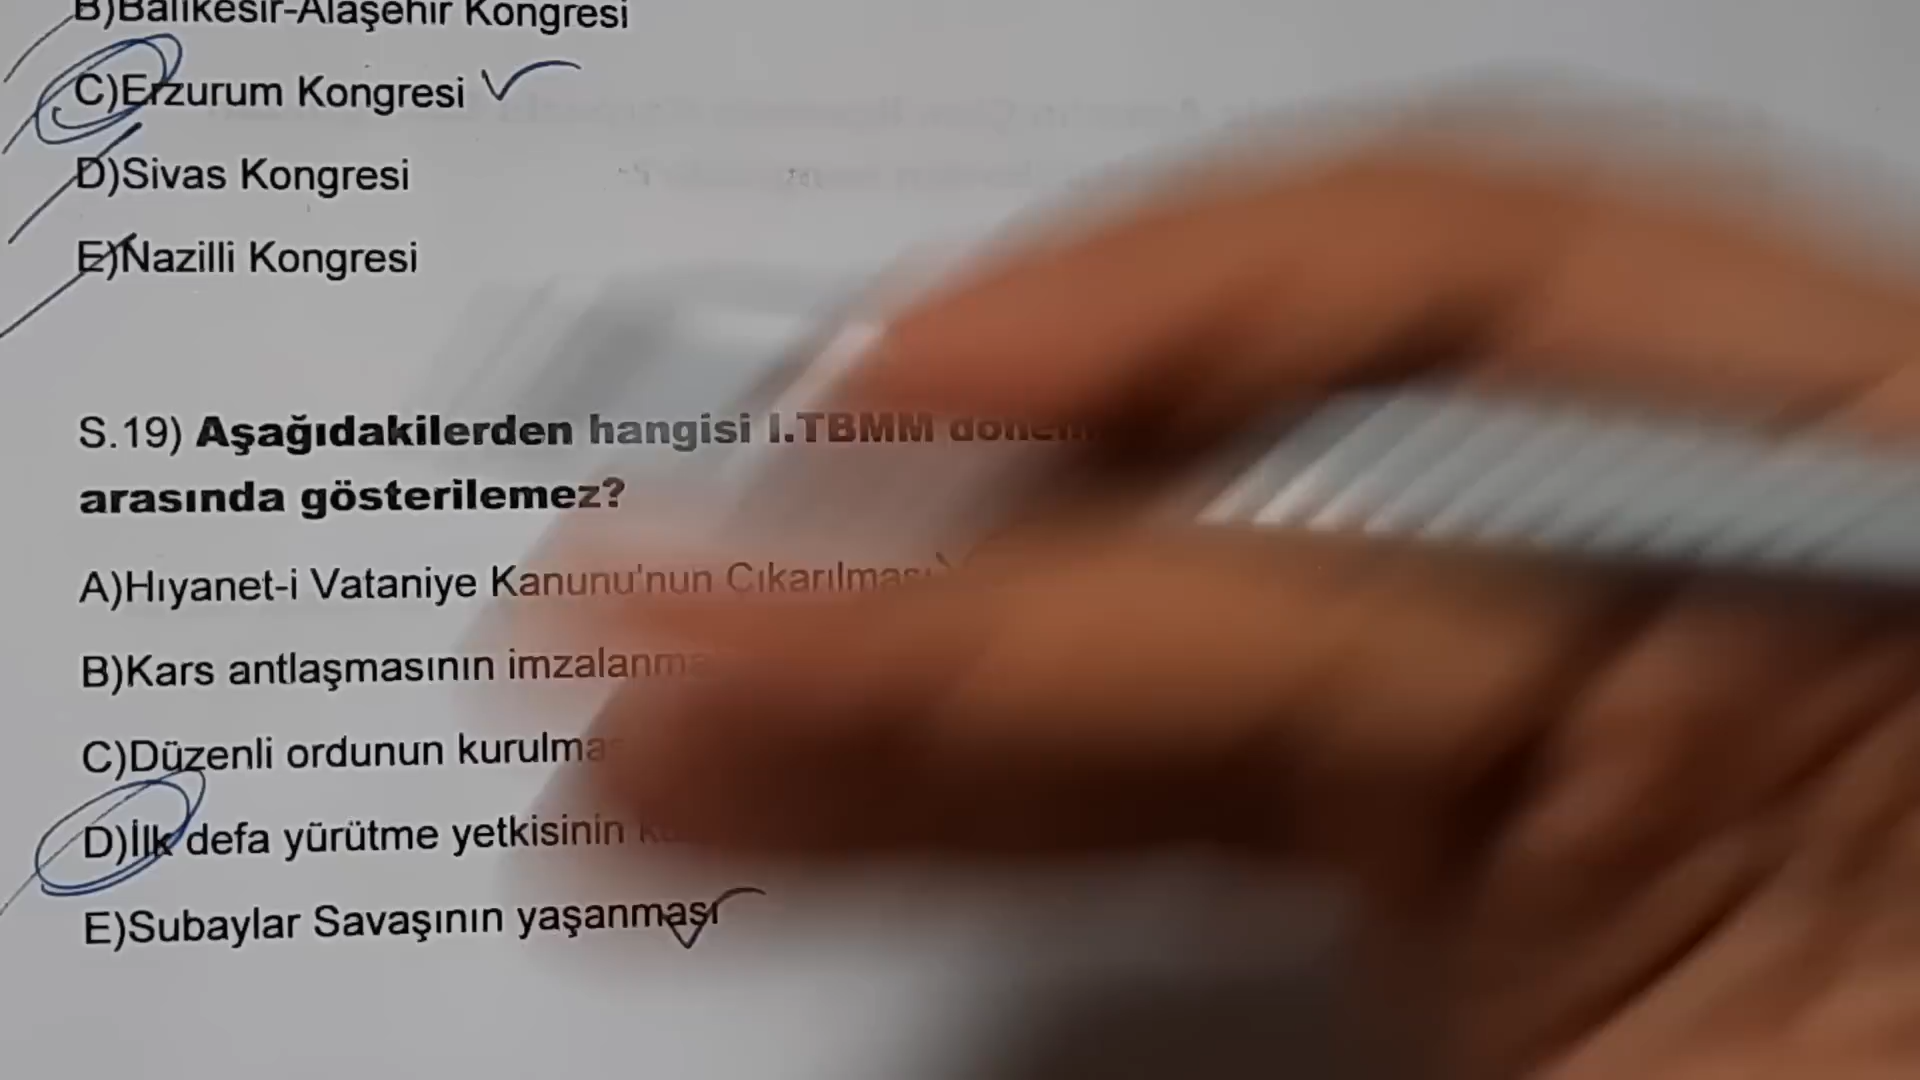 B)Balıkesir-Alaşehir Kongresi
C)Erzurum Kongresi
D)Sivas Kongresi
E)Nazilli Kongresi
S.19) Aşağıdakilerden hangisi I.TBMM
arasında gösterilemez?
A)Hıyanet-i Vataniye Kanunu'nun Çıkarılması
B)Kars antlaşmasının
C)Düzenli ordunun
D)İlk defa yürütme yetkisinin
E)Subaylar Savaşının yaşanması